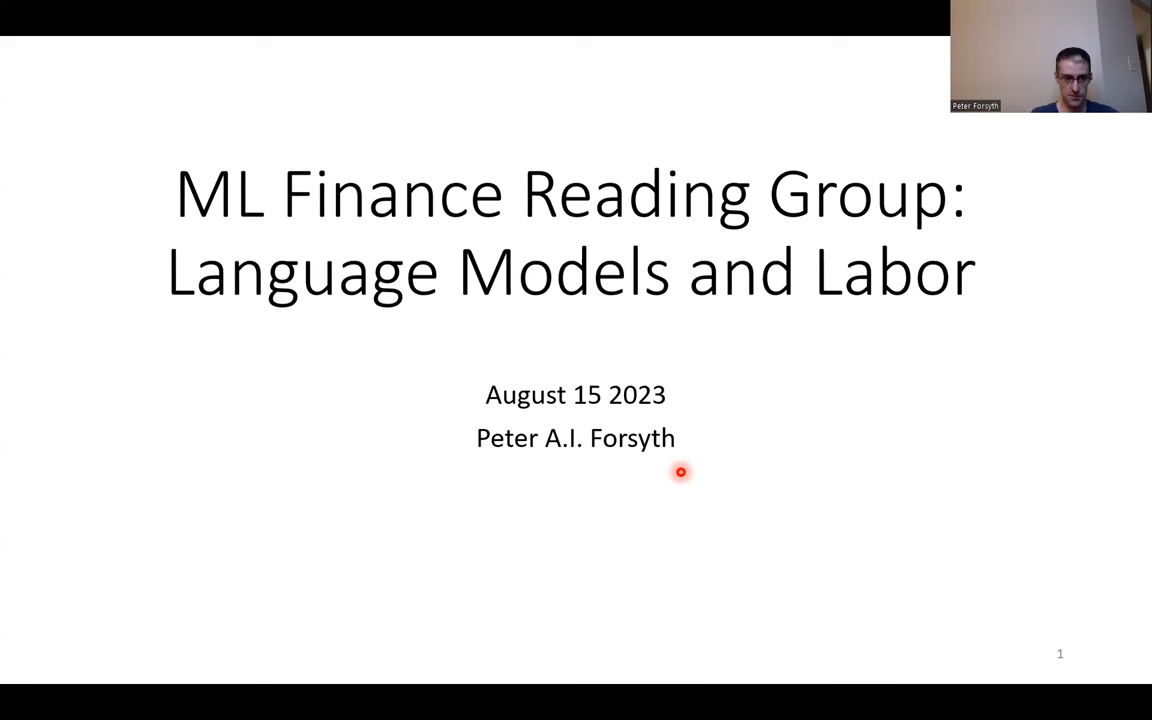 Peter Forsyth
ML Finance Reading Group:
Language Models and Labor
August 15 2023
Peter A.I. Forsyth
1